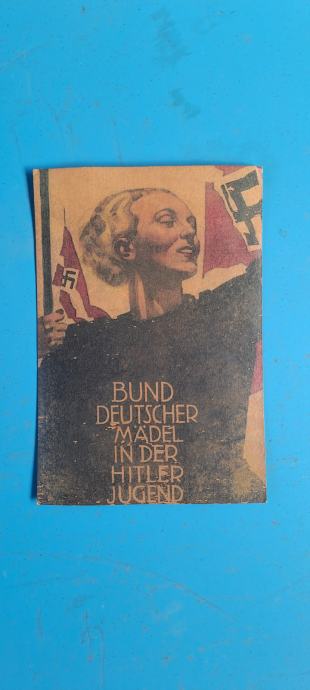 BUND
DEUTSCHER
MÄDEL
IN DER
HITLER
JUGEND